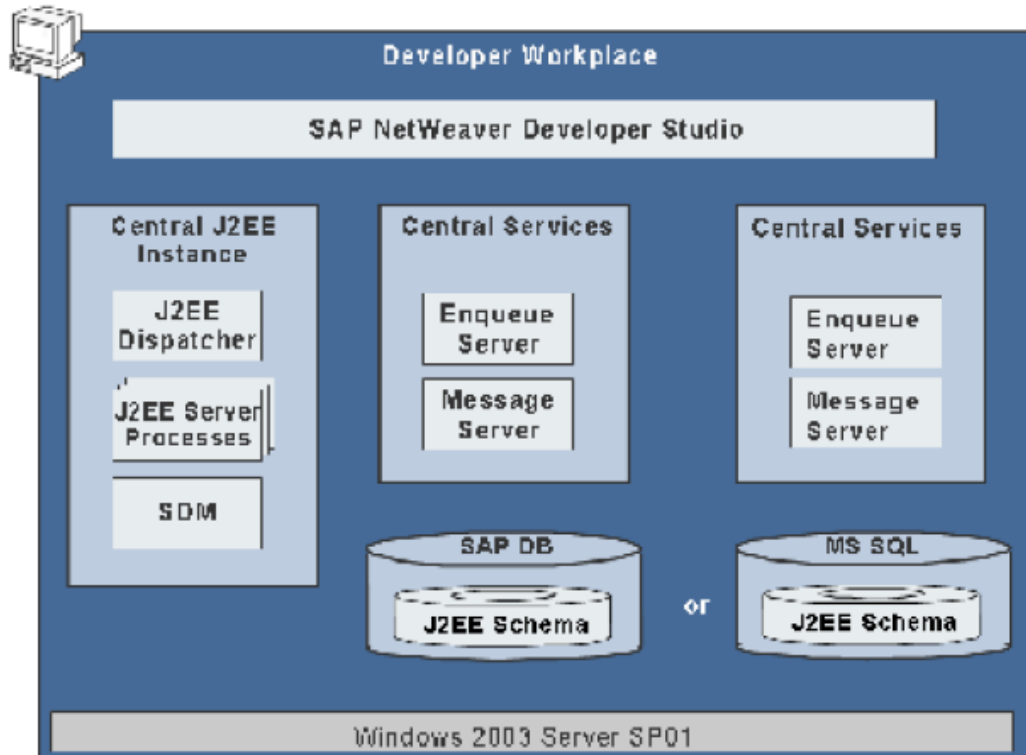 Developer Workplace
SAP NetWeaver Developer Studio
Central J2EE
Instance
J2EE
Dispatcher
J2EE Server
Processes
SDM
Central Services
Enqueue
Server
Message
Server
Central Services
Enqueue
Server
Message
Server
SAP DB
J2EE Schema
or
MS SQL
J2EE Schema
Windows 2003 Server SP01